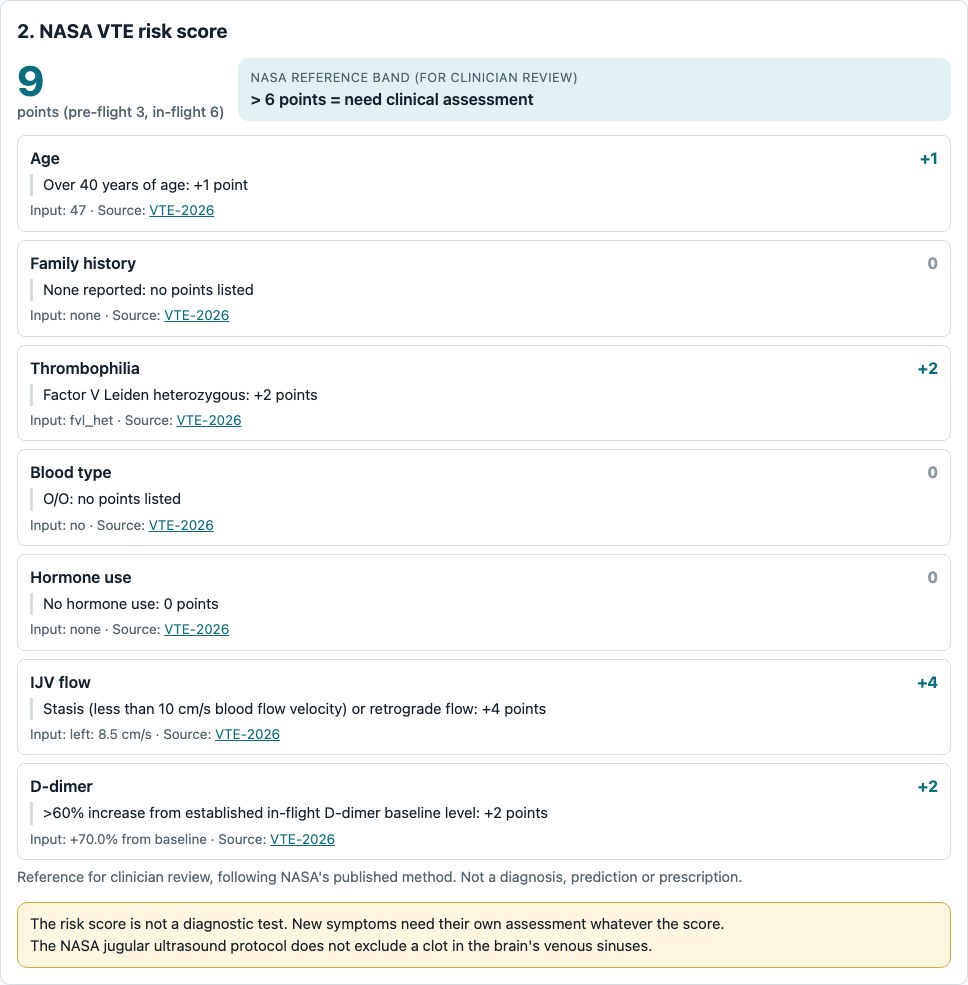 2. NASA VTE risk score
9
points (pre-flight 3, in-flight 6)
NASA REFERENCE BAND (FOR CLINICIAN REVIEW)
> 6 points = need clinical assessment
Age +1
Over 40 years of age: +1 point
Input: 47 · Source: VTE-2026
Family history 0
None reported: no points listed
Input: none · Source: VTE-2026
Thrombophilia +2
Factor V Leiden heterozygous: +2 points
Input: fvl_het · Source: VTE-2026
Blood type 0
O/O: no points listed
Input: no · Source: VTE-2026
Hormone use 0
No hormone use: 0 points
Input: none · Source: VTE-2026
IJV flow +4
Stasis (less than 10 cm/s blood flow velocity) or retrograde flow: +4 points
Input: left: 8.5 cm/s · Source: VTE-2026
D-dimer +2
>60% increase from established in-flight D-dimer baseline level: +2 points
Input: +70.0% from baseline · Source: VTE-2026
Reference for clinician review, following NASA's published method. Not a diagnosis, prediction or prescription.
The risk score is not a diagnostic test. New symptoms need their own assessment whatever the score.
The NASA jugular ultrasound protocol does not exclude a clot in the brain's venous sinuses.